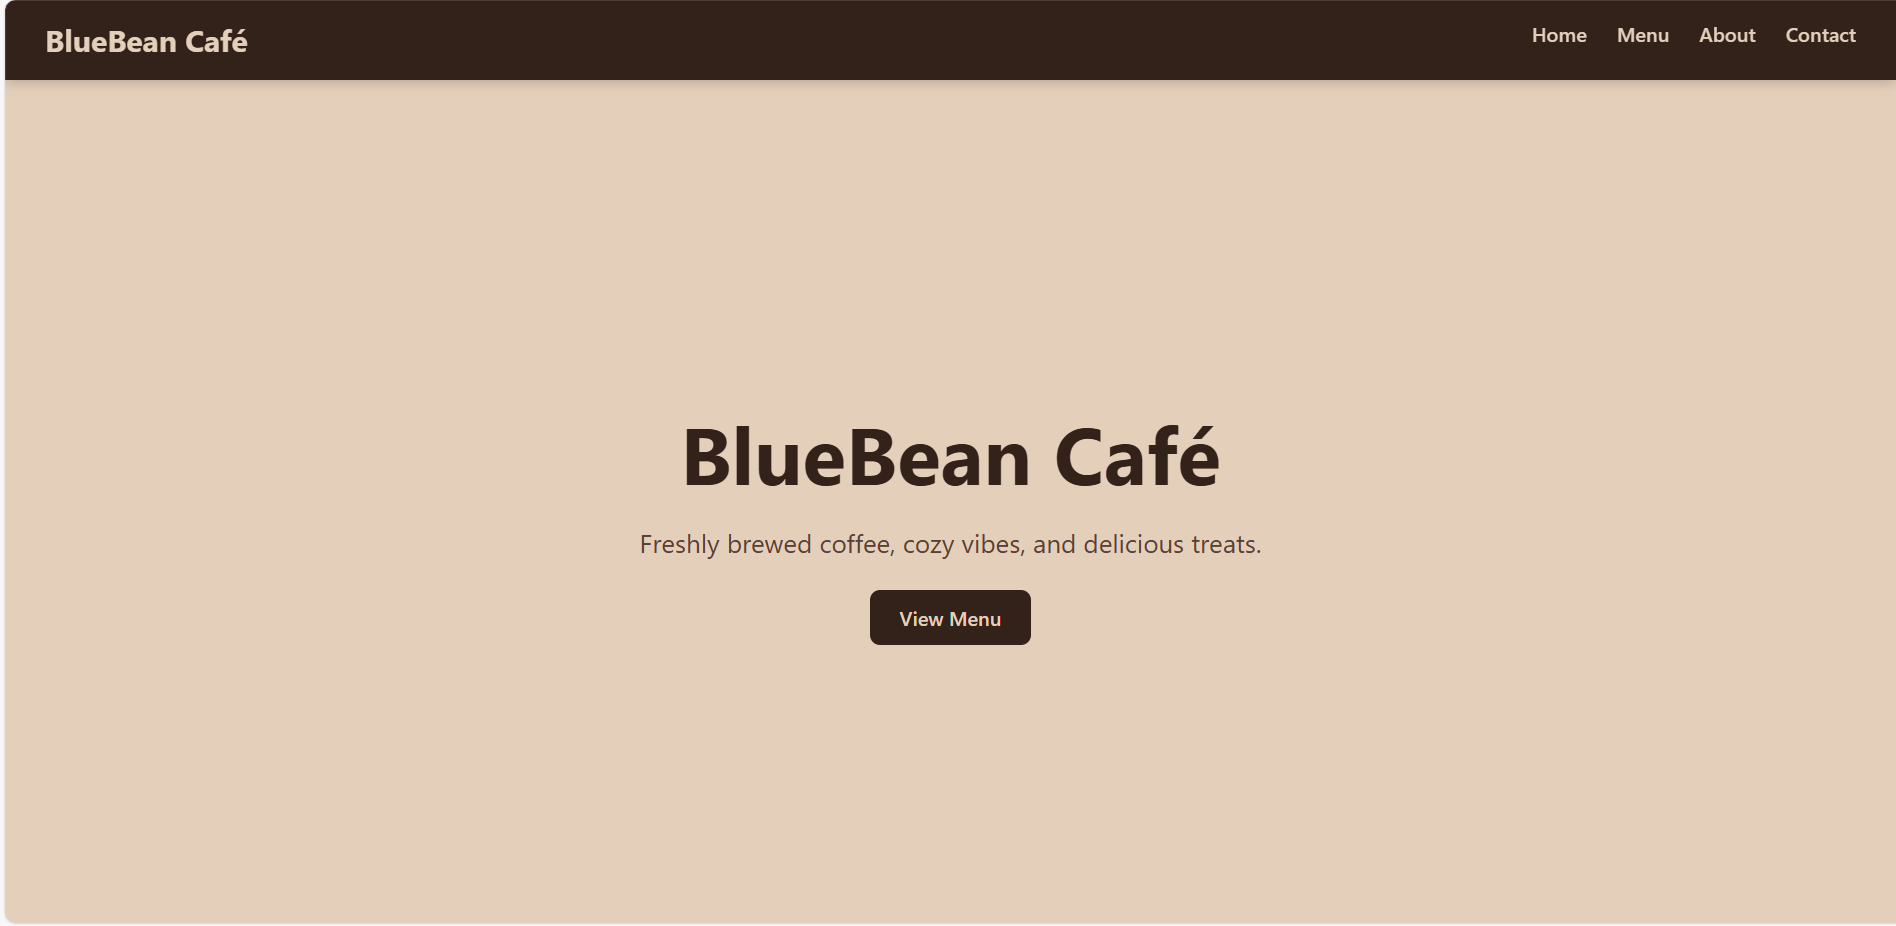 BlueBean Café
Home Menu About Contact
BlueBean Café
Freshly brewed coffee, cozy vibes, and delicious treats.
View Menu